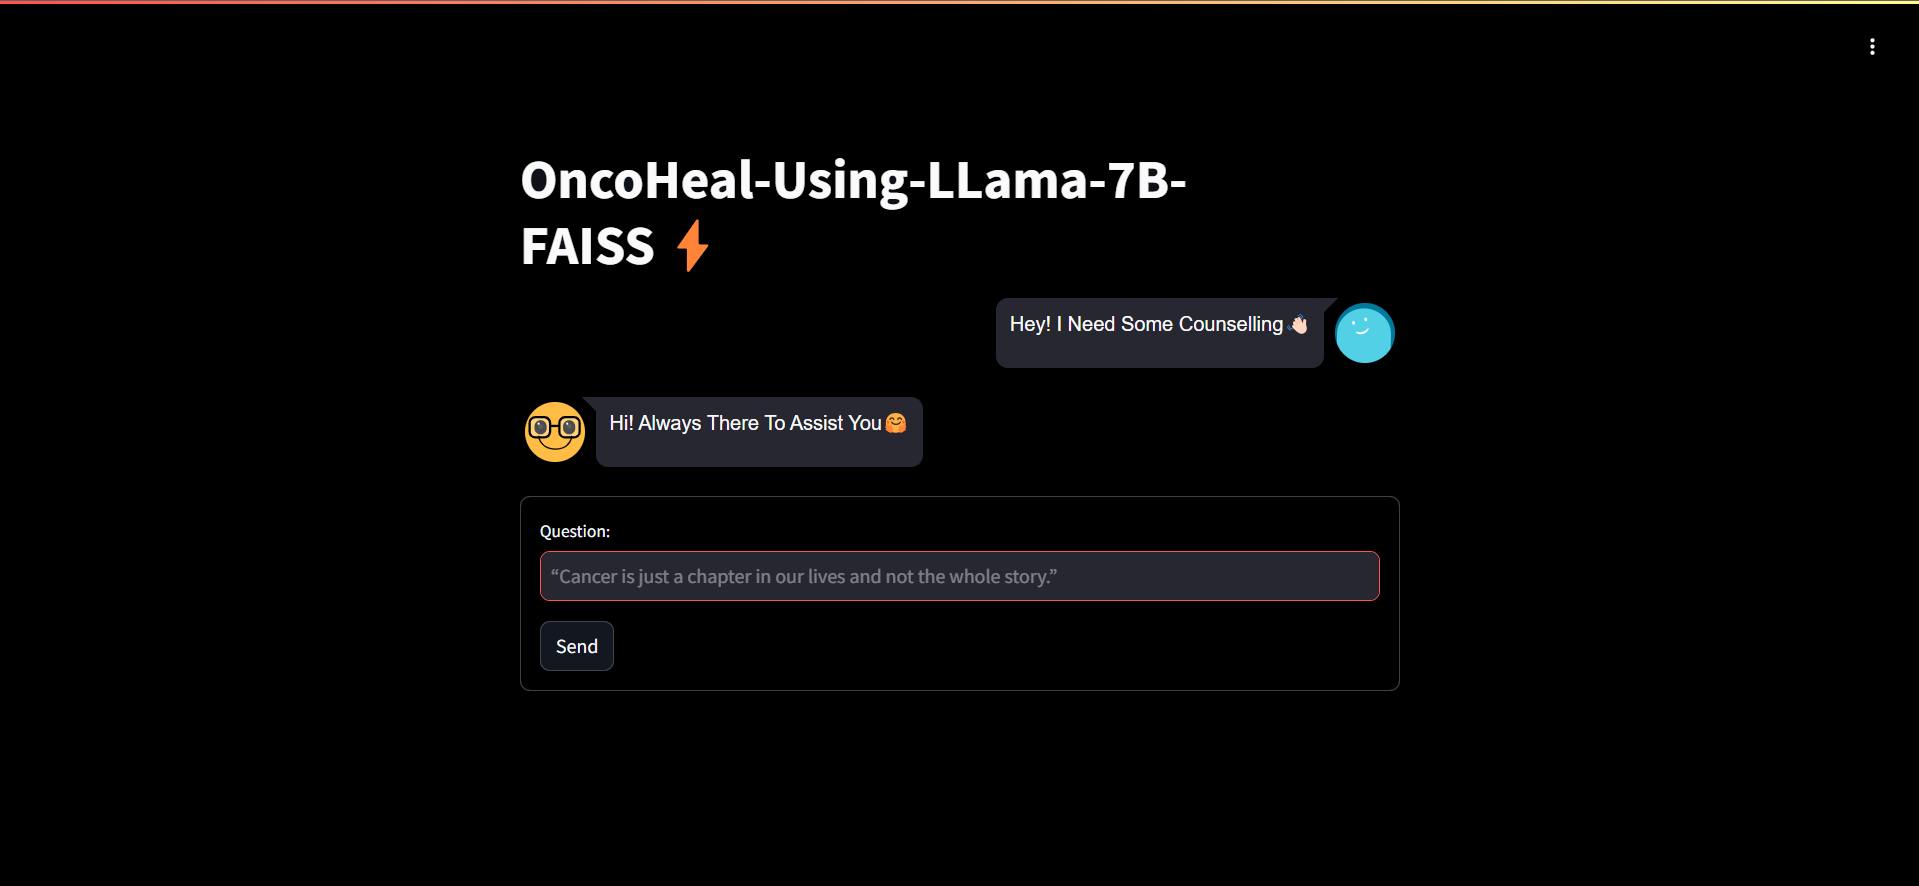 OncoHeal-Using-LLama-7B-
FAISS ⚡
Hey! I Need Some Counselling👋🏻
Hi! Always There To Assist You🤗
Question:
“Cancer is just a chapter in our lives and not the whole story.”
Send